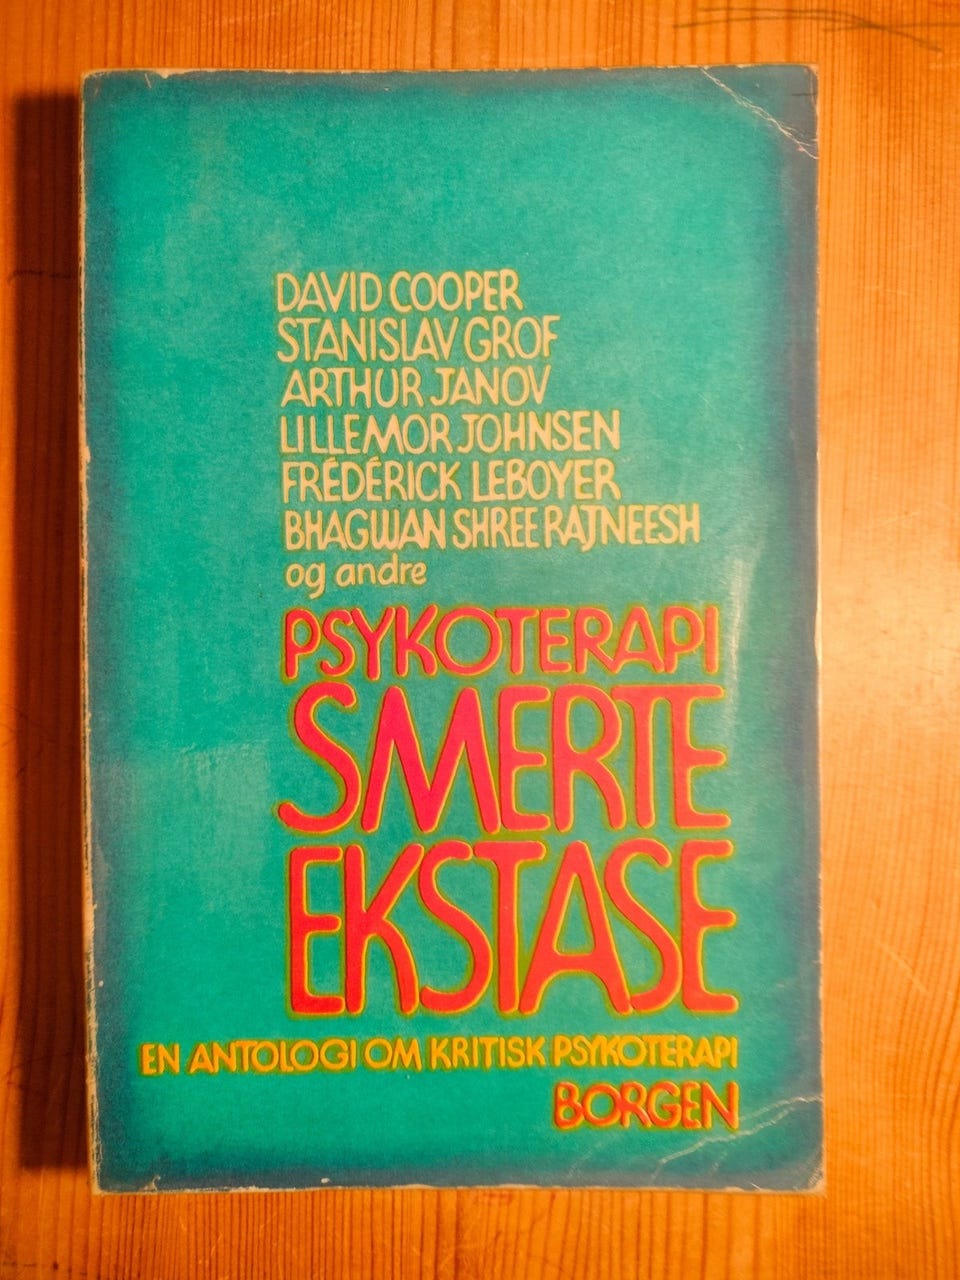 DAVID COOPER
STANISLAV GROF
ARTHUR JANOV
LILLEMOR JOHNSEN
FRÉDÉRICK LEBOYER
BHAGWAN SHREE RAJNEESH
og andre
PSYKOTERAPI
SMERTE
EKSTASE
EN ANTOLOGI OM KRITISK PSYKOTERAPI
BORGEN